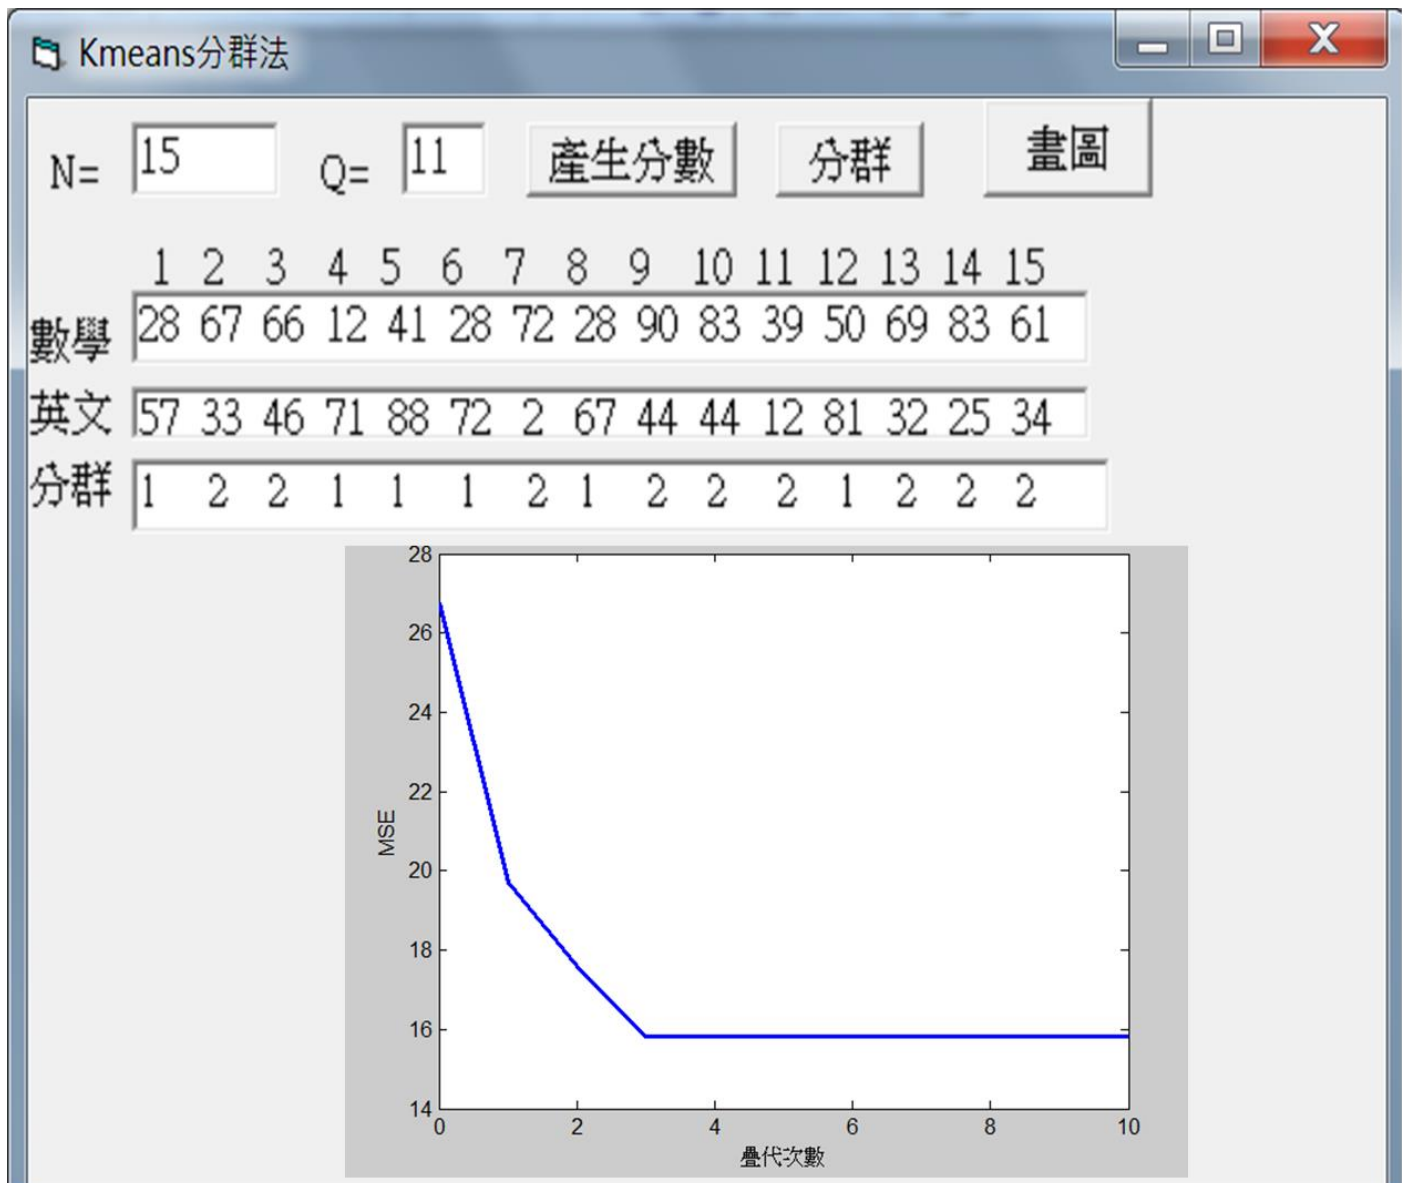 Kmeans分群法
N= 15 Q= 11 產生分數 分群 畫圖
1 2 3 4 5 6 7 8 9 10 11 12 13 14 15
數學 28 67 66 12 41 28 72 28 90 83 39 50 69 83 61
英文 57 33 46 71 88 72 2 67 44 44 12 81 32 25 34
分群 1 2 2 1 1 1 2 1 2 2 2 1 2 2 2
28
26
24
22
MSE
20
18
16
14
0 2 4 6 8 10
疊代次數